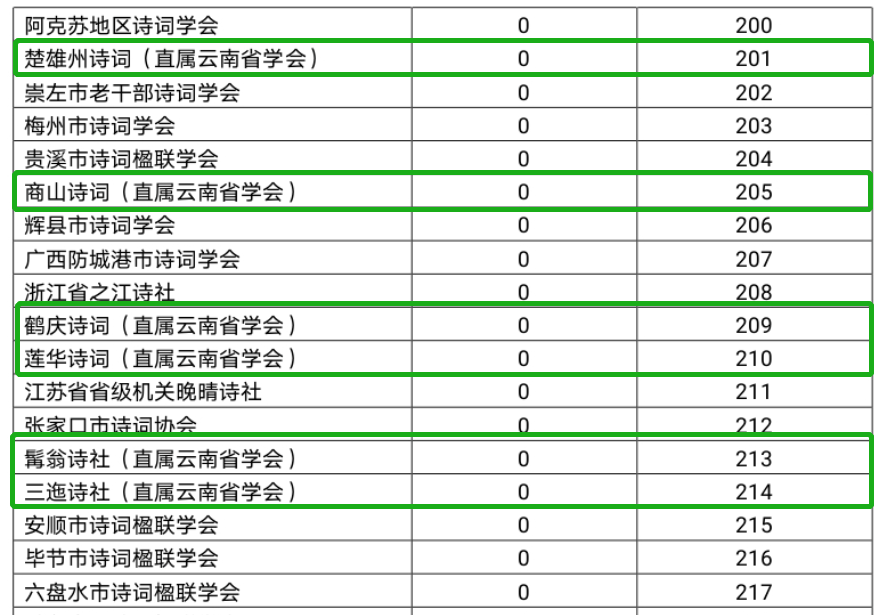 阿克苏地区诗词学会 0 200
楚雄州诗词（直属云南省学会） 0 201
崇左市老干部诗词学会 0 202
梅州市诗词学会 0 203
贵溪市诗词楹联学会 0 204
商山诗词（直属云南省学会） 0 205
辉县市诗词学会 0 206
广西防城港市诗词学会 0 207
浙江省之江诗社 0 208
鹤庆诗词（直属云南省学会） 0 209
莲华诗词（直属云南省学会） 0 210
江苏省省级机关晚晴诗社 0 211
张家口市诗词协会 0 212
髯翁诗社（直属云南省学会） 0 213
三迤诗社（直属云南省学会） 0 214
安顺市诗词楹联学会 0 215
毕节市诗词楹联学会 0 216
六盘水市诗词楹联学会 0 217